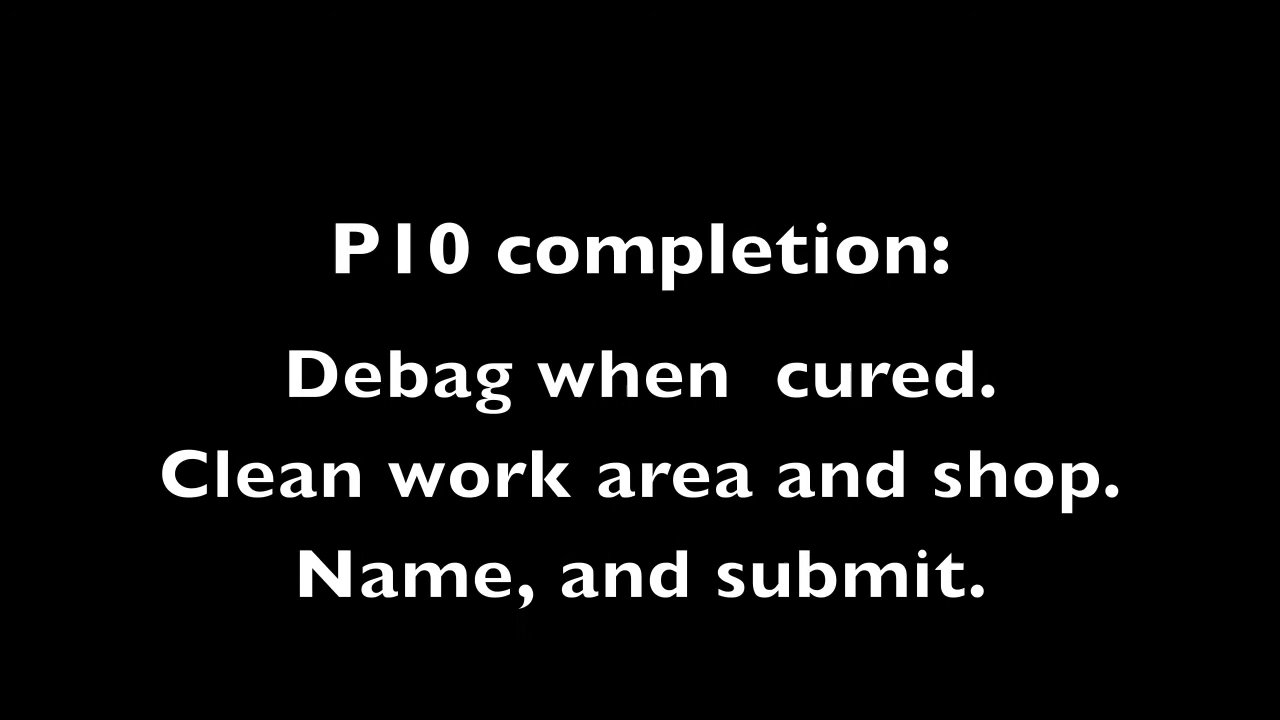 P10 completion:
Debag when  cured.
Clean work area and shop.
Name, and submit.